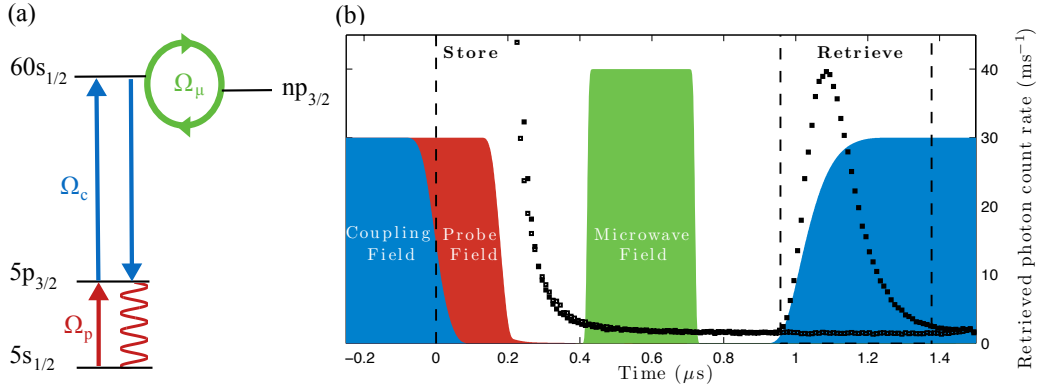 (a)
60s1/2
Ωμ
np3/2
Ωc
5p3/2
Ωp
5s1/2
(b)
Store
Retrieve
Coupling
Field
Probe
Field
Microwave
Field
40
30
20
10
0
Retrieved photon count rate (ms⁻¹)
−0.2
0
0.2
0.4
0.6
0.8
1
1.2
1.4
Time (μs)